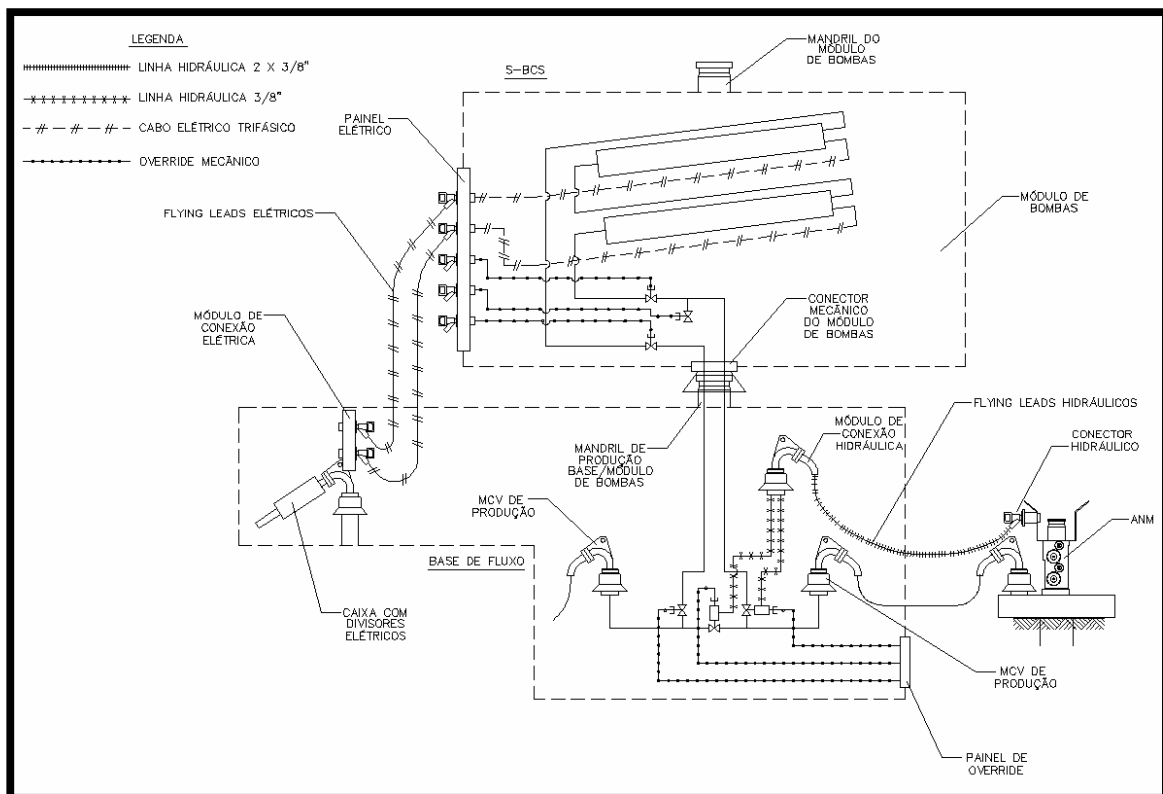 LEGENDA
LINHA HIDRÁULICA 2 X 3/8"
LINHA HIDRÁULICA 3/8"
CABO ELÉTRICO TRIFÁSICO
OVERRIDE MECÂNICO
S-BCS
MANDRIL DO
MÓDULO
DE BOMBAS
PAINEL
ELÉTRICO
FLYING LEADS ELÉTRICOS
MÓDULO DE
BOMBAS
MÓDULO DE
CONEXÃO
ELÉTRICA
CONECTOR
MECÂNICO
DO MÓDULO
DE BOMBAS
FLYING LEADS HIDRÁULICOS
MÓDULO DE
CONEXÃO
HIDRÁULICA
CONECTOR
HIDRÁULICO
MANDRIL DE
PRODUÇÃO
BASE/MÓDULO
DE BOMBAS
MCV DE
PRODUÇÃO
ANM
BASE DE FLUXO
CAIXA COM
DIVISORES
ELÉTRICOS
MCV DE
PRODUÇÃO
PAINEL DE
OVERRIDE